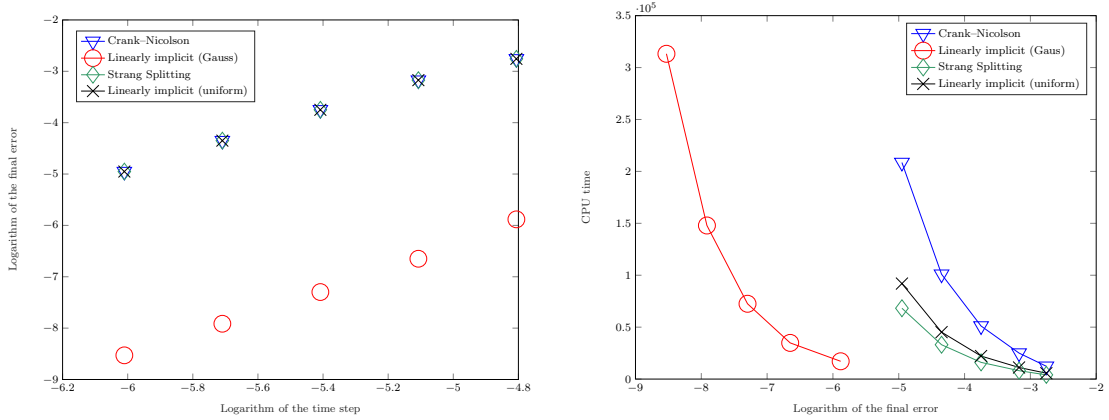 −2
−3
−4
−5
−6
−7
−8
−9
−6.2
−6
−5.8
−5.6
−5.4
−5.2
−5
−4.8
Logarithm of the time step
Logarithm of the final error
Crank–Nicolson
Linearly implicit (Gauss)
Strang Splitting
Linearly implicit (uniform)
·10⁵
3.5
3
2.5
2
1.5
1
0.5
0
−9
−8
−7
−6
−5
−4
−3
−2
Logarithm of the final error
CPU time
Crank–Nicolson
Linearly implicit (Gaus)
Strang Splitting
Linearly implicit (uniform)